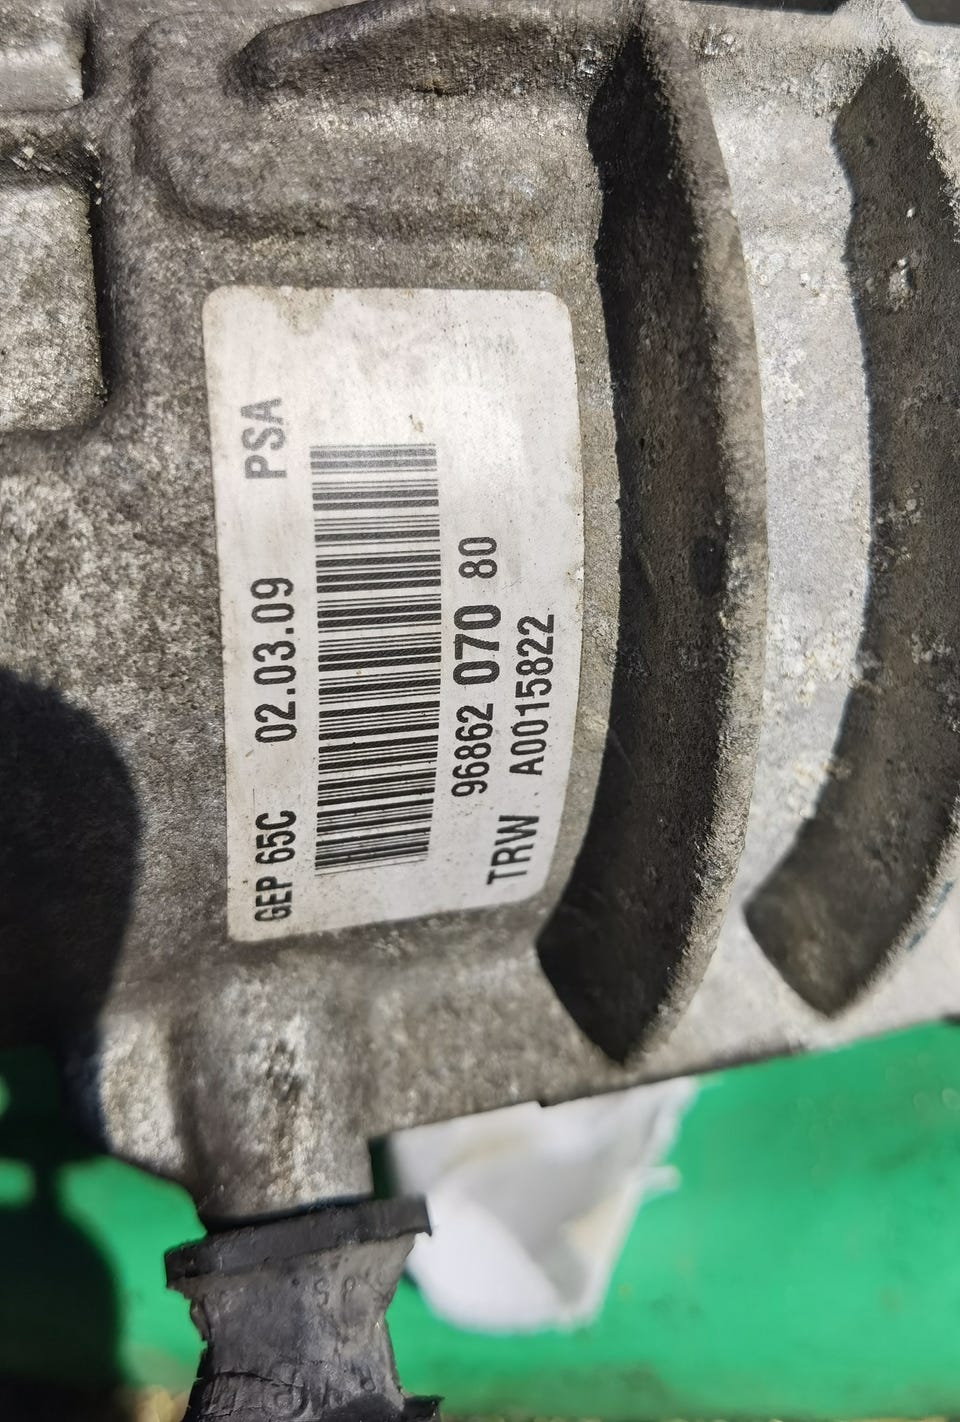 GEP 65C 02.03.09 PSA
96862 070 80
TRW A0015822